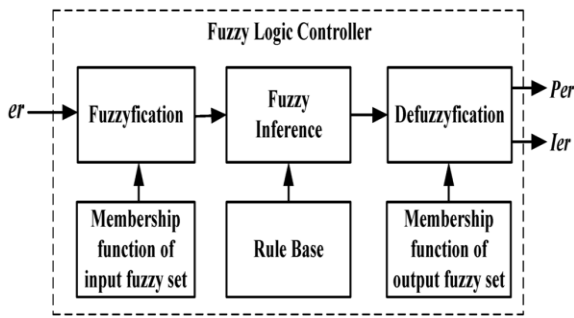 Fuzzy Logic Controller
er
Fuzzyfication
Fuzzy
Inference
Defuzzyfication
Per
Ier
Membership
function of
input fuzzy set
Rule Base
Membership
function of
output fuzzy set